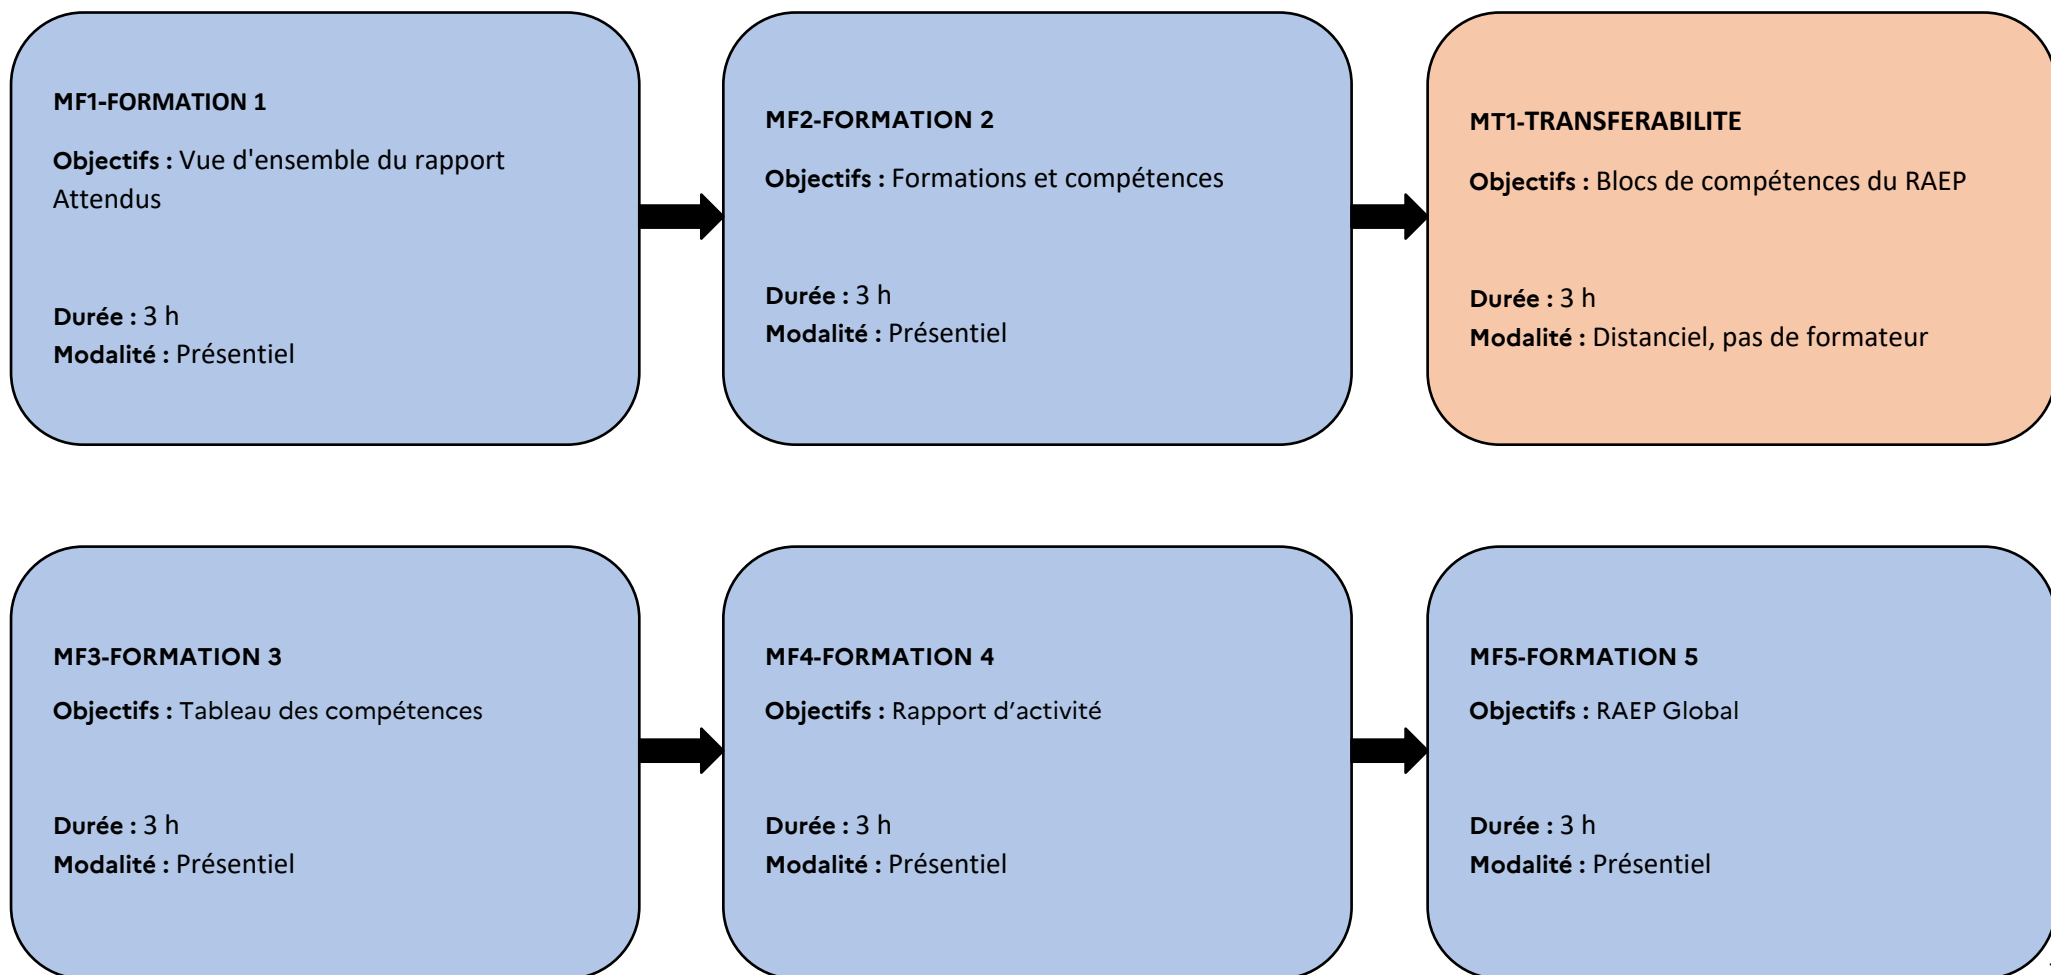 MF1-FORMATION 1
Objectifs : Vue d'ensemble du rapport
Attendus
Durée : 3 h
Modalité : Présentiel
MF2-FORMATION 2
Objectifs : Formations et compétences
Durée : 3 h
Modalité : Présentiel
MT1-TRANSFERABILITE
Objectifs : Blocs de compétences du RAEP
Durée : 3 h
Modalité : Distanciel, pas de formateur
MF3-FORMATION 3
Objectifs : Tableau des compétences
Durée : 3 h
Modalité : Présentiel
MF4-FORMATION 4
Objectifs : Rapport d’activité
Durée : 3 h
Modalité : Présentiel
MF5-FORMATION 5
Objectifs : RAEP Global
Durée : 3 h
Modalité : Présentiel